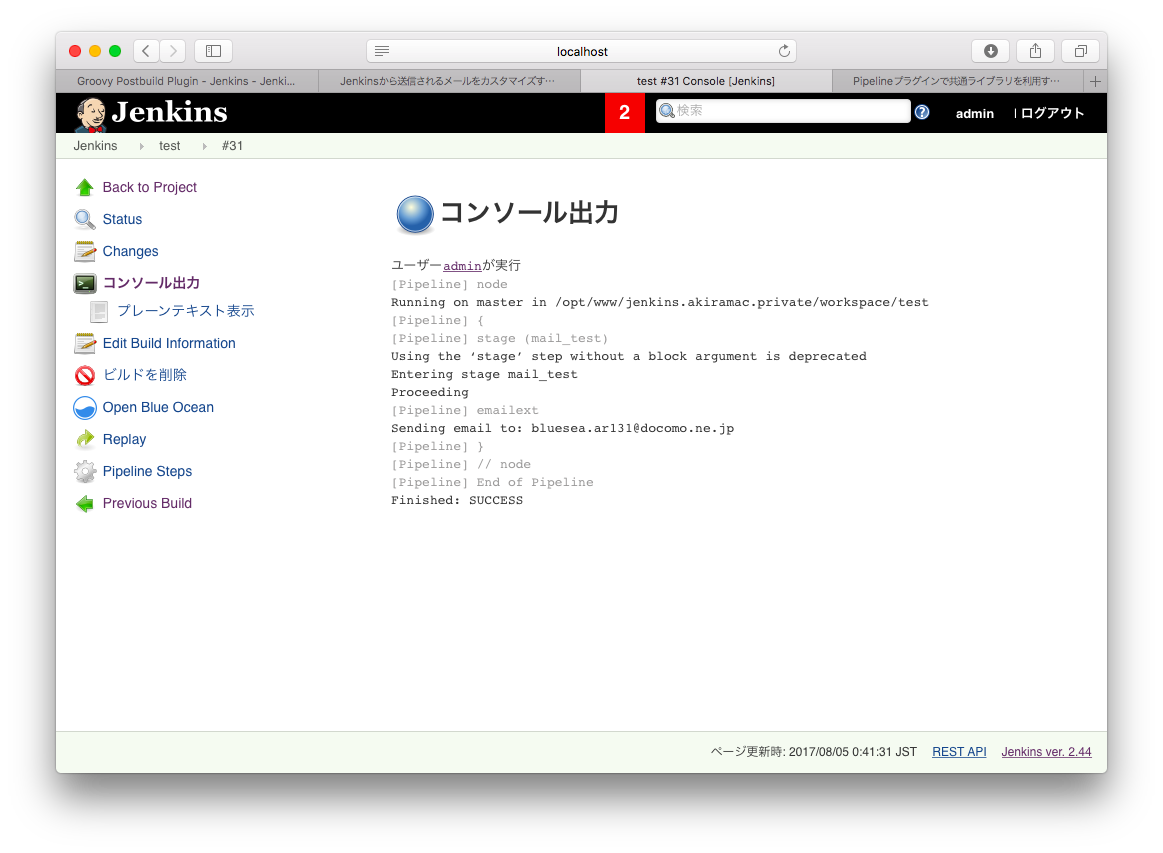 localhost
Groovy Postbuild Plugin - Jenkins - Jenki...
Jenkinsから送信されるメールをカスタマイズす…
test #31 Console [Jenkins]
Pipelineプラグインで共通ライブラリを利用す…
Jenkins
2
検索
admin
ログアウト
Jenkins
test
#31
Back to Project
Status
Changes
コンソール出力
プレーンテキスト表示
Edit Build Information
ビルドを削除
Open Blue Ocean
Replay
Pipeline Steps
Previous Build
コンソール出力
ユーザーadminが実行
[Pipeline] node
Running on master in /opt/www/jenkins.akiramac.private/workspace/test
[Pipeline] {
[Pipeline] stage (mail_test)
Using the ‘stage’ step without a block argument is deprecated
Entering stage mail_test
Proceeding
[Pipeline] emailext
Sending email to: bluesea.ar131@docomo.ne.jp
[Pipeline] }
[Pipeline] // node
[Pipeline] End of Pipeline
Finished: SUCCESS
ページ更新時: 2017/08/05 0:41:31 JST
REST API
Jenkins ver. 2.44